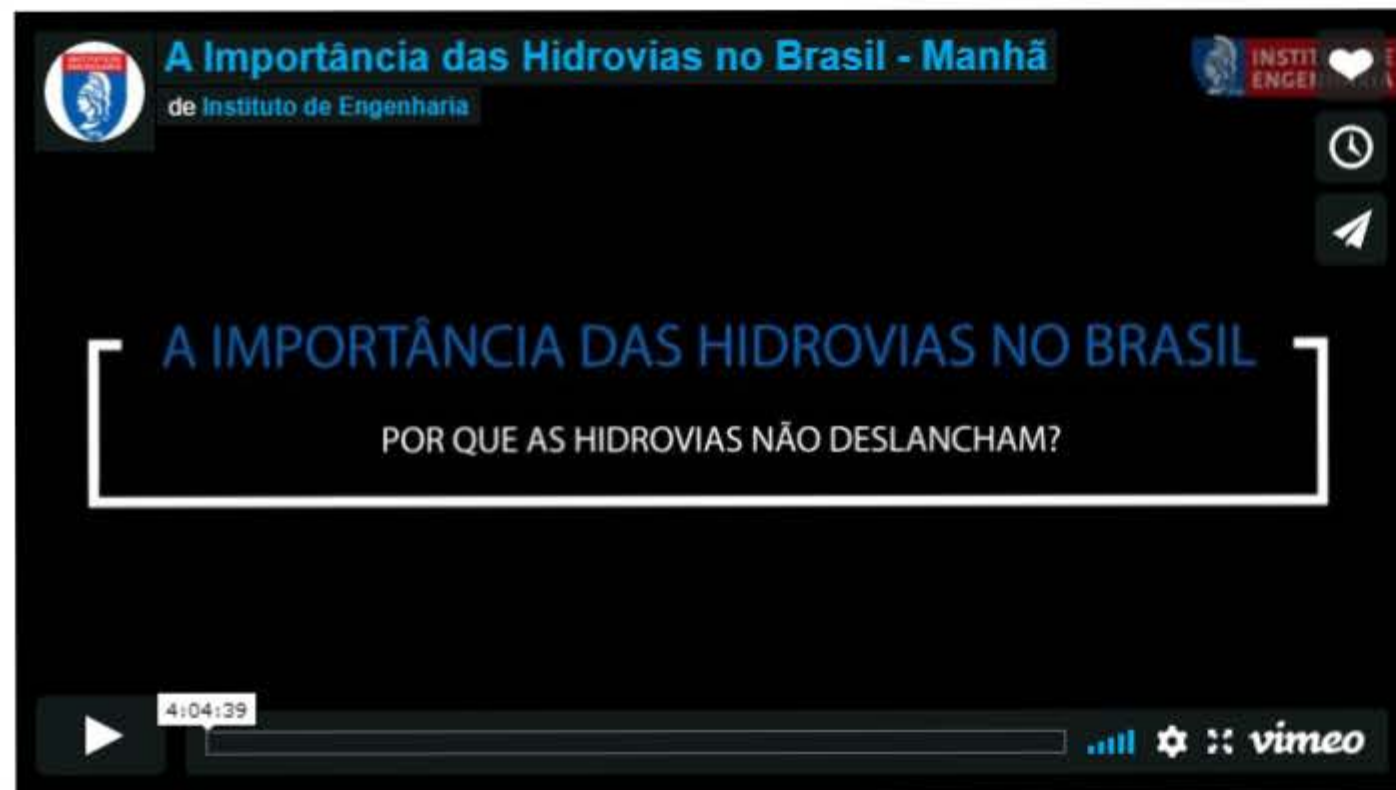 A Importância das Hidrovias no Brasil - Manhã
de Instituto de Engenharia
A IMPORTÂNCIA DAS HIDROVIAS NO BRASIL
POR QUE AS HIDROVIAS NÃO DESLANCHAM?
4:04:39
vimeo